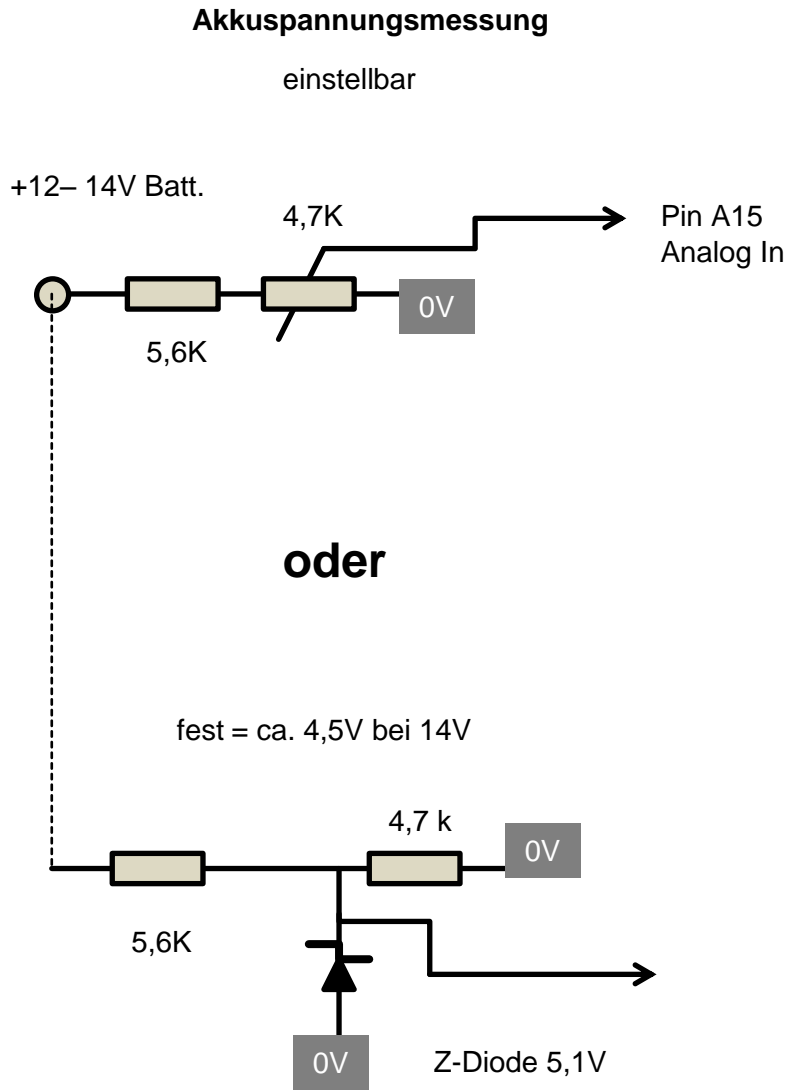 Akkuspannungsmessung
einstellbar
+12– 14V Batt.
4,7K
Pin A15
Analog In
0V
5,6K
oder
fest = ca. 4,5V bei 14V
4,7 k
0V
5,6K
0V
Z-Diode 5,1V